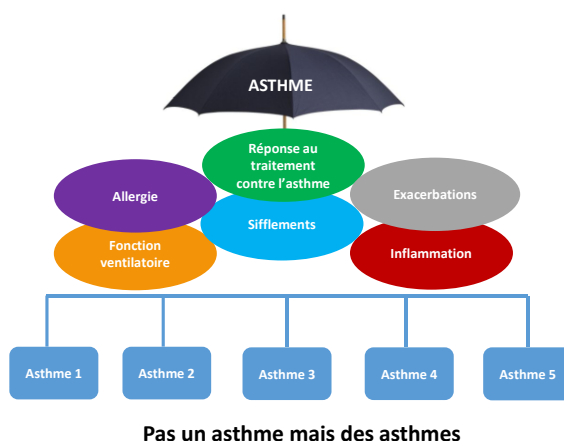 ASTHME
Réponse au
traitement
contre l'asthme
Allergie
Exacerbations
Sifflements
Fonction
ventilatoire
Inflammation
Asthme 1
Asthme 2
Asthme 3
Asthme 4
Asthme 5
Pas un asthme mais des asthmes